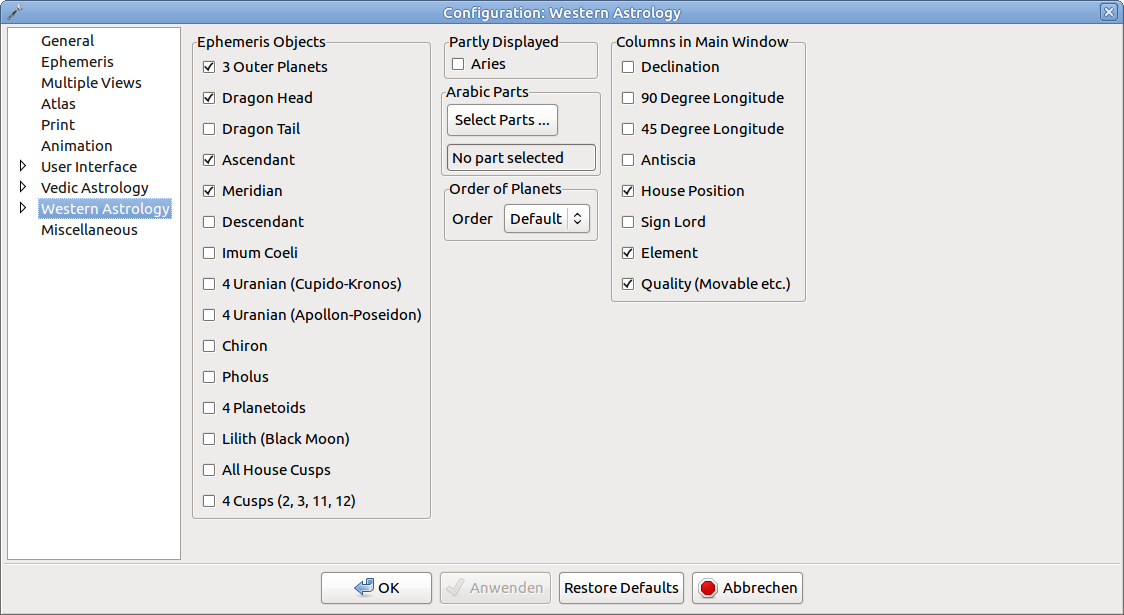 Configuration: Western Astrology
General
Ephemeris
Multiple Views
Atlas
Print
Animation
User Interface
Vedic Astrology
Western Astrology
Miscellaneous
Ephemeris Objects
3 Outer Planets
Dragon Head
Dragon Tail
Ascendant
Meridian
Descendant
Imum Coeli
4 Uranian (Cupido-Kronos)
4 Uranian (Apollon-Poseidon)
Chiron
Pholus
4 Planetoids
Lilith (Black Moon)
All House Cusps
4 Cusps (2, 3, 11, 12)
Partly Displayed
Aries
Arabic Parts
Select Parts ...
No part selected
Order of Planets
Order Default
Columns in Main Window
Declination
90 Degree Longitude
45 Degree Longitude
Antiscia
House Position
Sign Lord
Element
Quality (Movable etc.)
OK Anwenden Restore Defaults Abbrechen